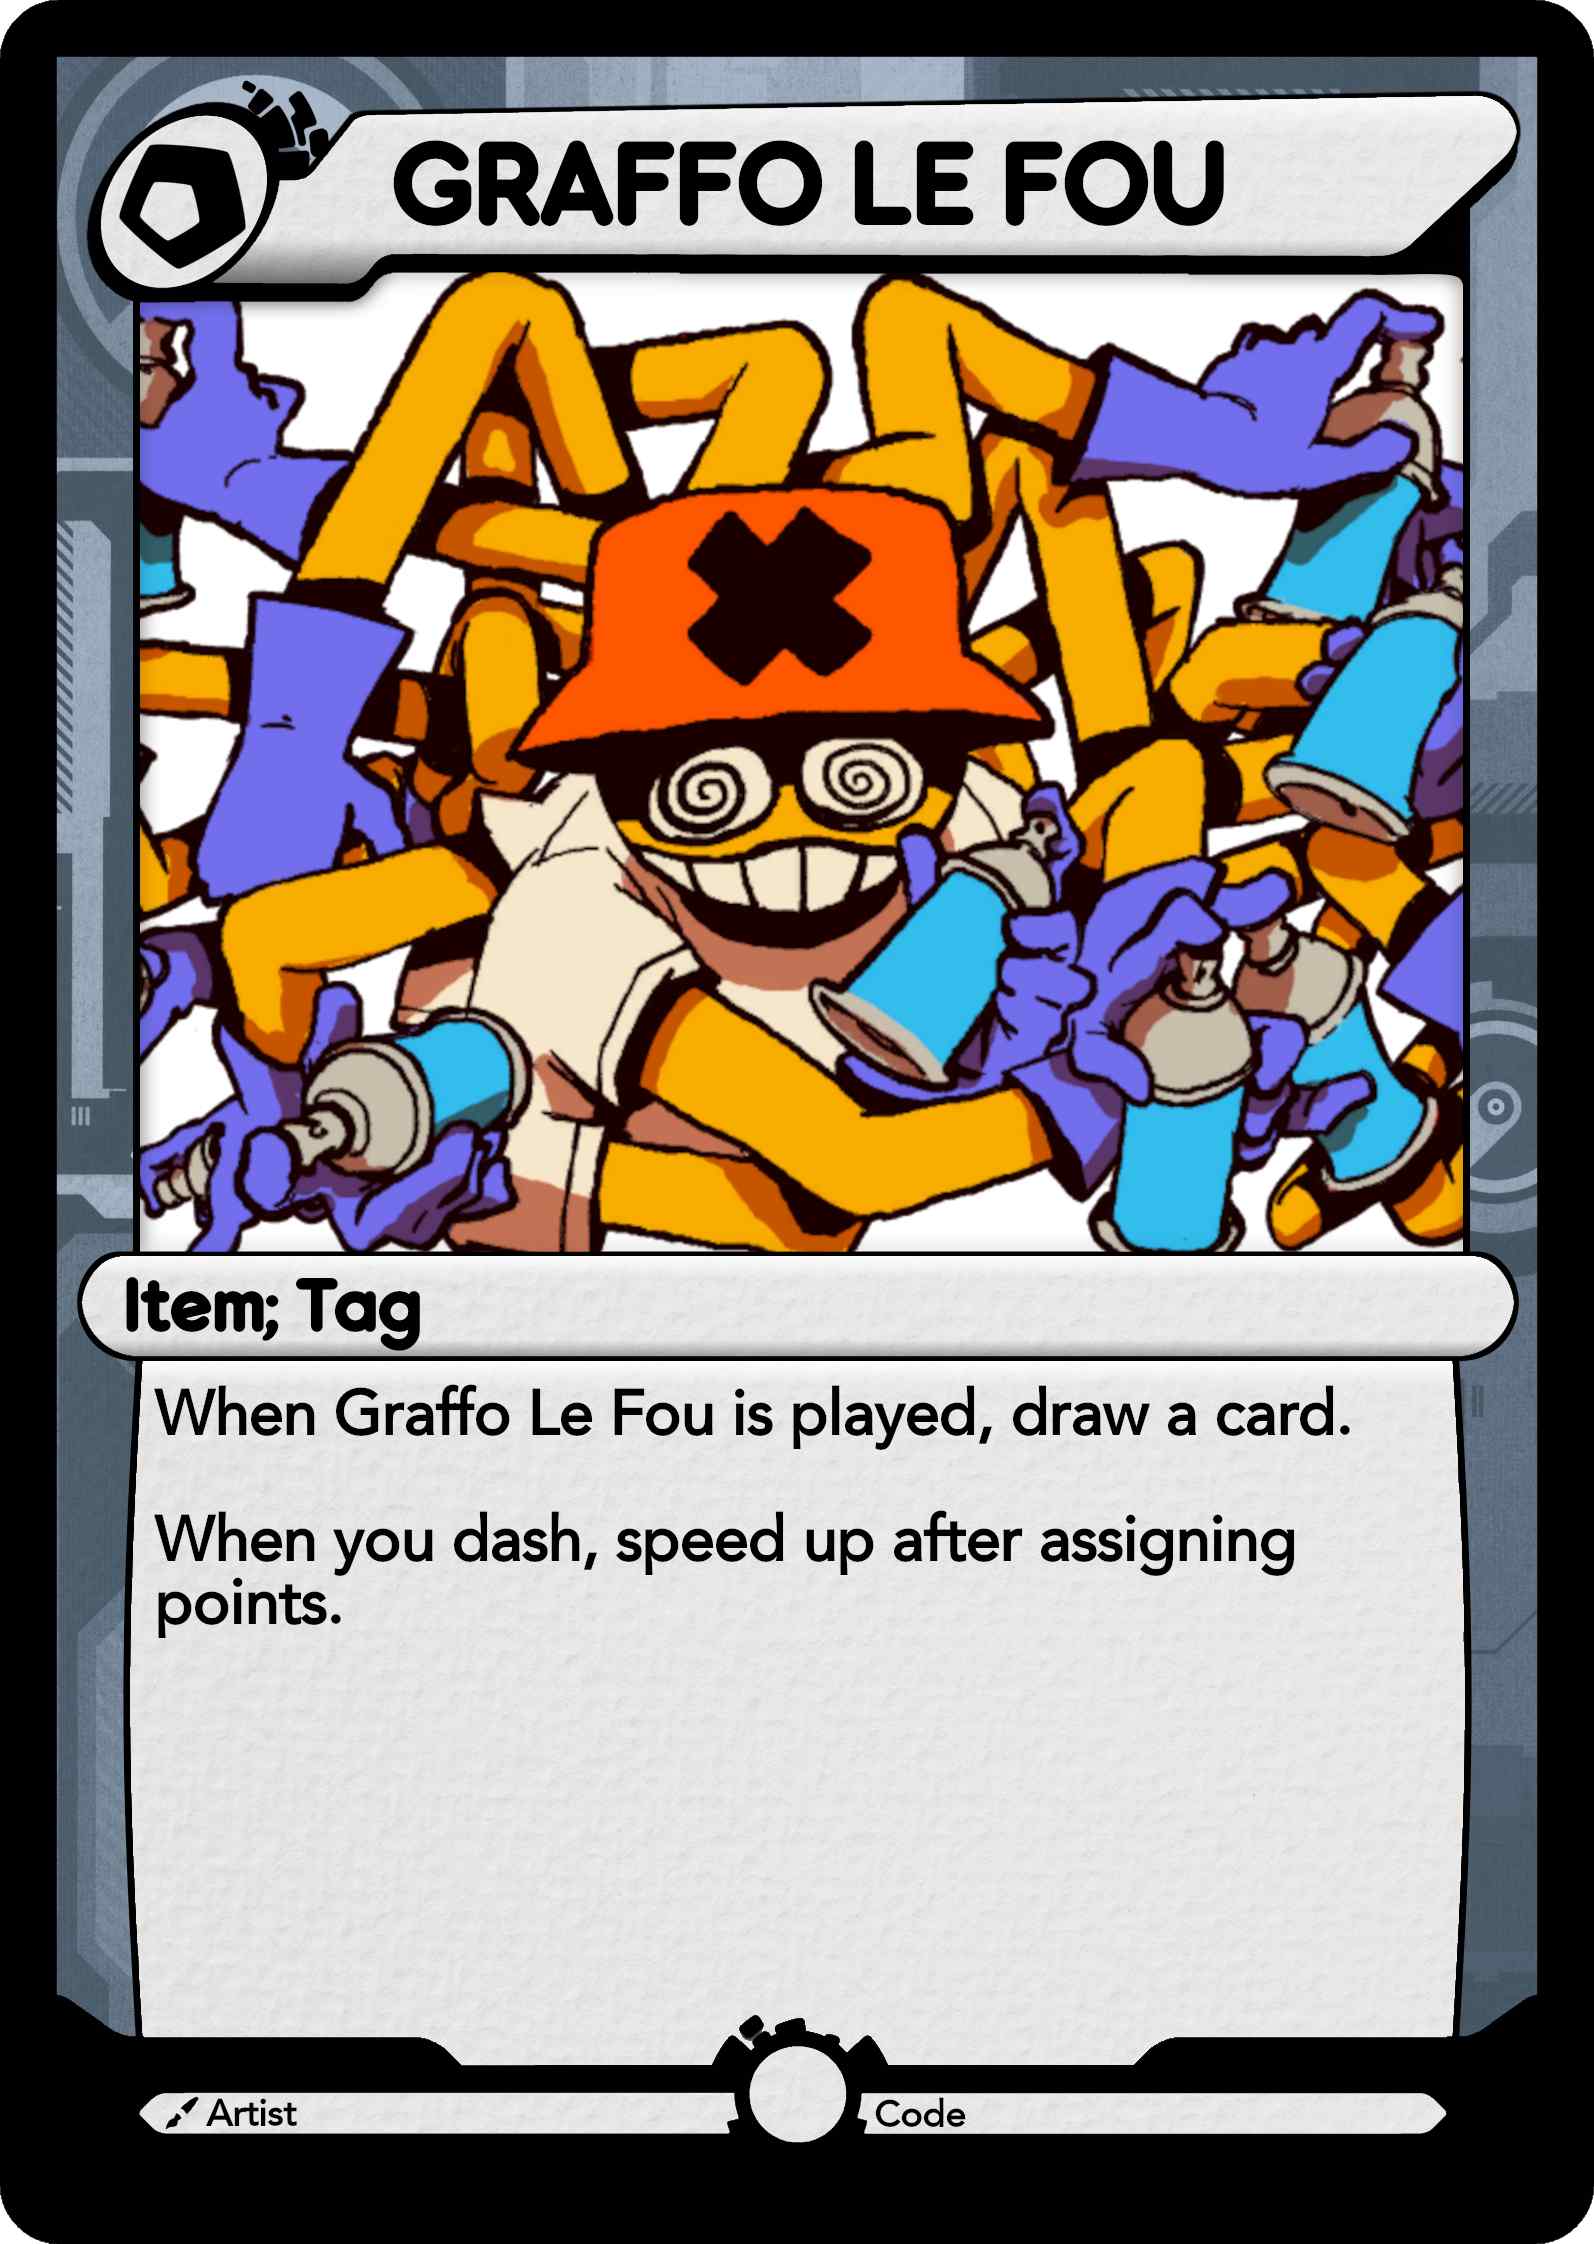 GRAFFO LE FOU
Item; Tag
When Graffo Le Fou is played, draw a card.
When you dash, speed up after assigning
points.
Artist
Code